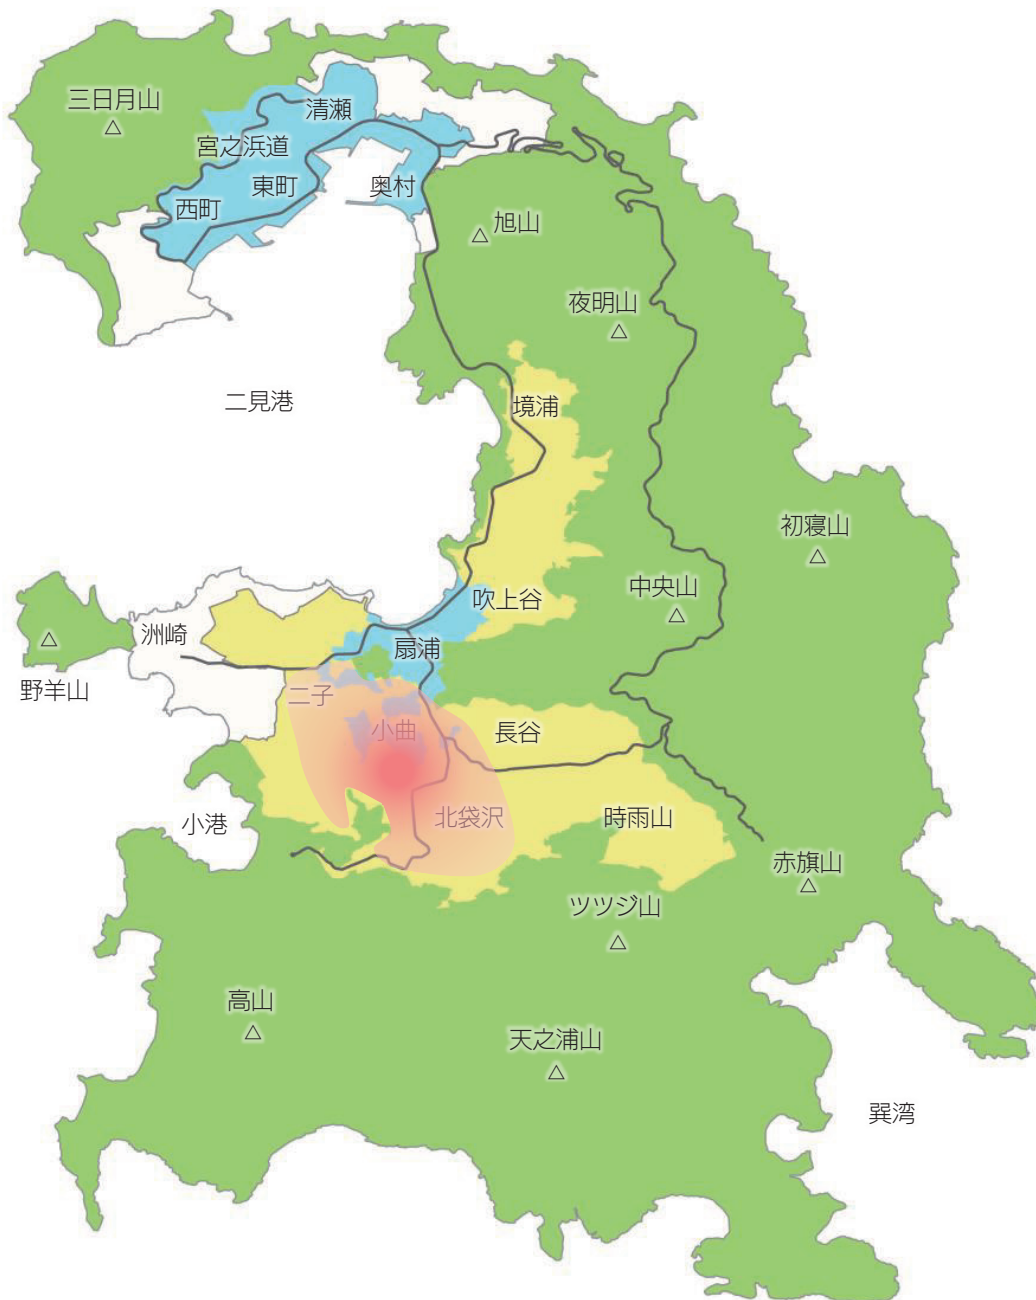 三日月山
△
清瀬
宮之浜道
東町
奥村
西町
旭山
△
夜明山
△
二見港
境浦
初寝山
△
中央山
△
吹上谷
洲崎
扇浦
△
野羊山
二子
小曲
長谷
小港
北袋沢
時雨山
赤旗山
△
ツツジ山
△
高山
△
天之浦山
△
巽湾